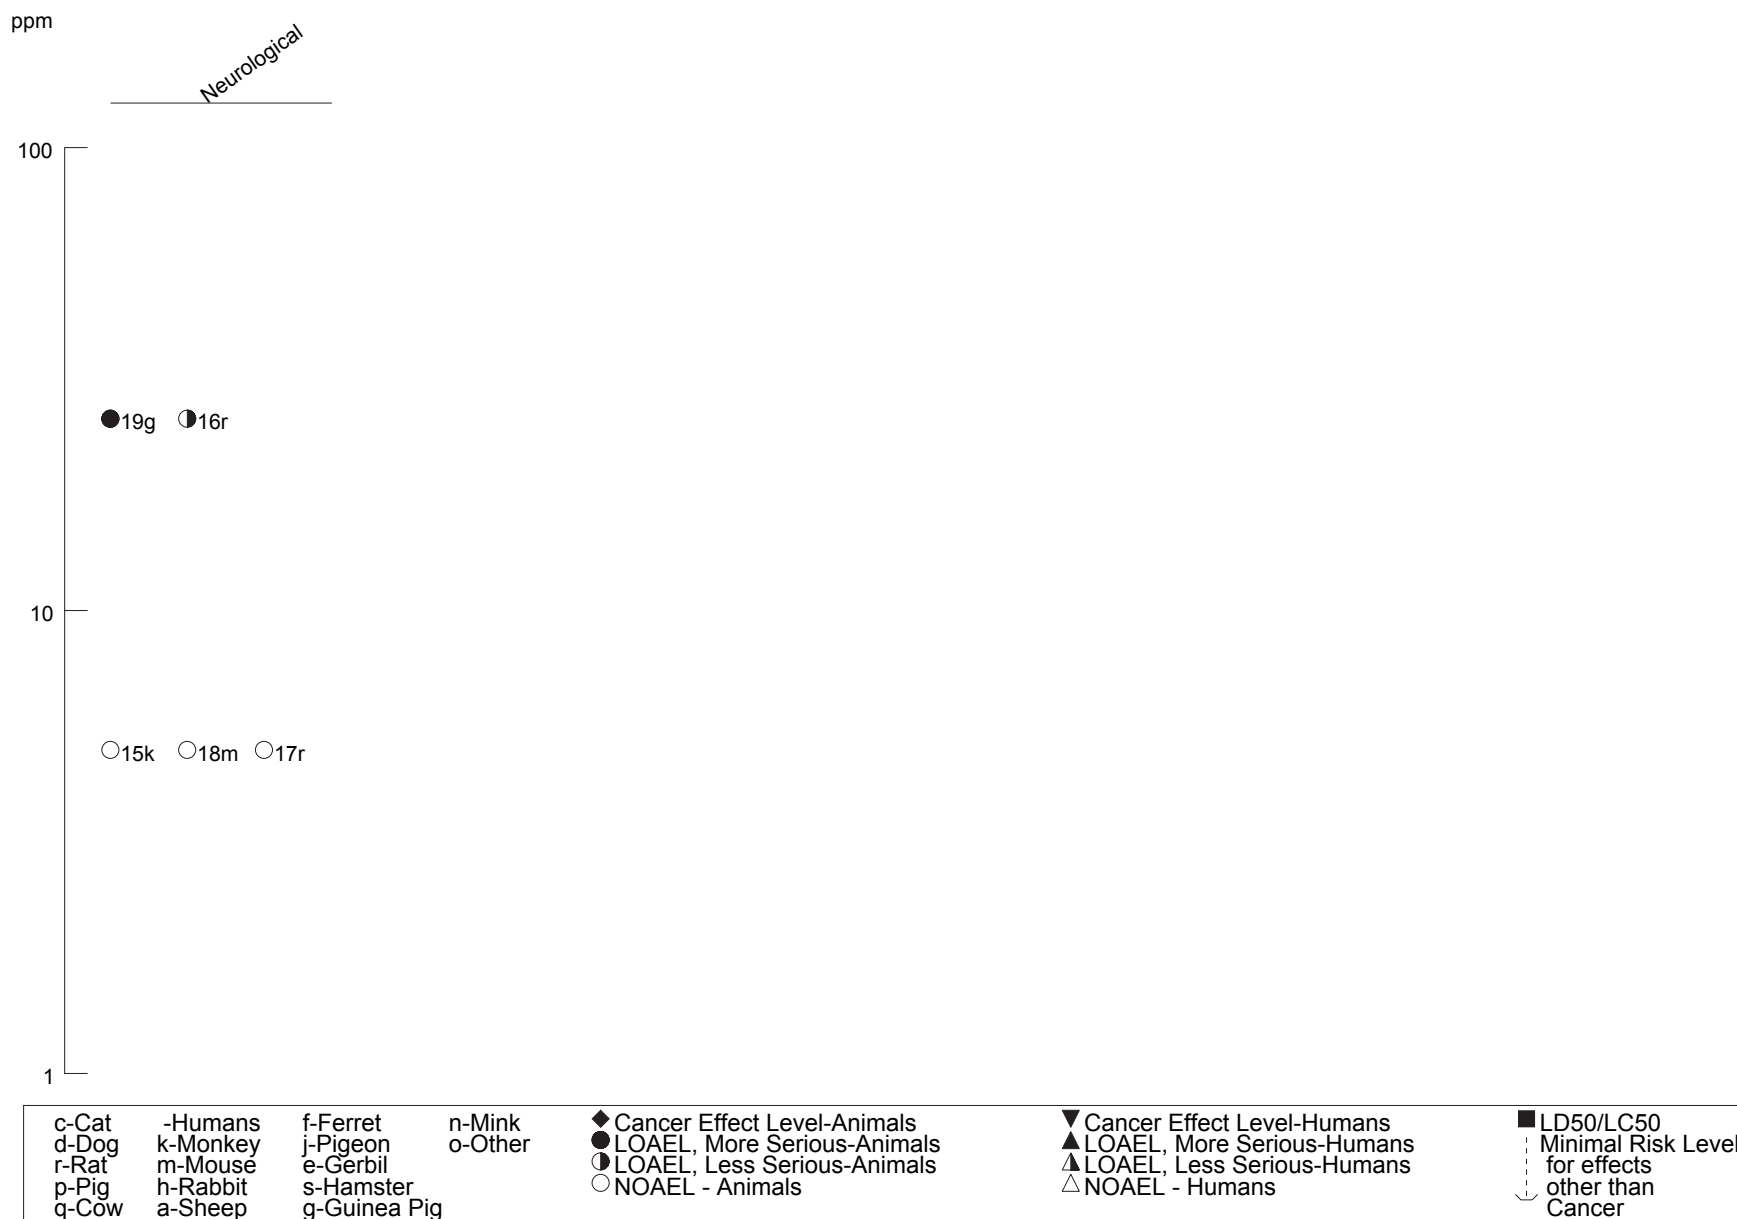 ppm
Neurological
100
19g 16r
10
15k 18m 17r
1
c-Cat -Humans f-Ferret n-Mink Cancer Effect Level-Animals Cancer Effect Level-Humans LD50/LC50
d-Dog k-Monkey j-Pigeon o-Other LOAEL, More Serious-Animals LOAEL, More Serious-Humans Minimal Risk Level
r-Rat m-Mouse e-Gerbil LOAEL, Less Serious-Animals LOAEL, Less Serious-Humans for effects
p-Pig h-Rabbit s-Hamster NOAEL - Animals NOAEL - Humans other than
q-Cow a-Sheep g-Guinea Pig Cancer